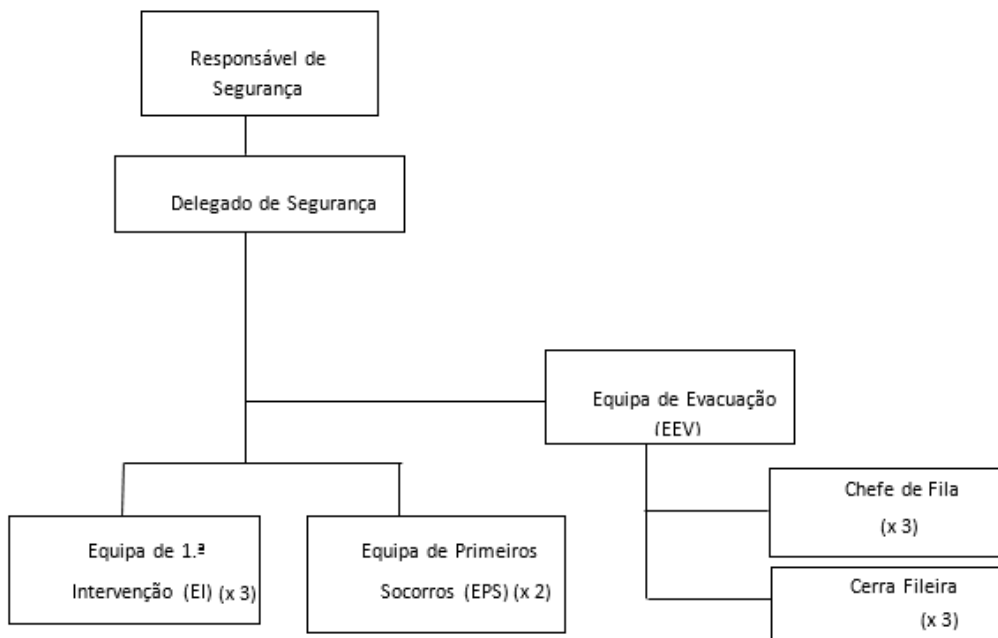 Responsável de
Segurança
Delegado de Segurança
Equipa de Evacuação
(EEV)
Chefe de Fila
(x 3)
Equipa de 1.ª
Intervenção (EI) (x 3)
Equipa de Primeiros
Socorros (EPS) (x 2)
Cerra Fileira
(x 3)